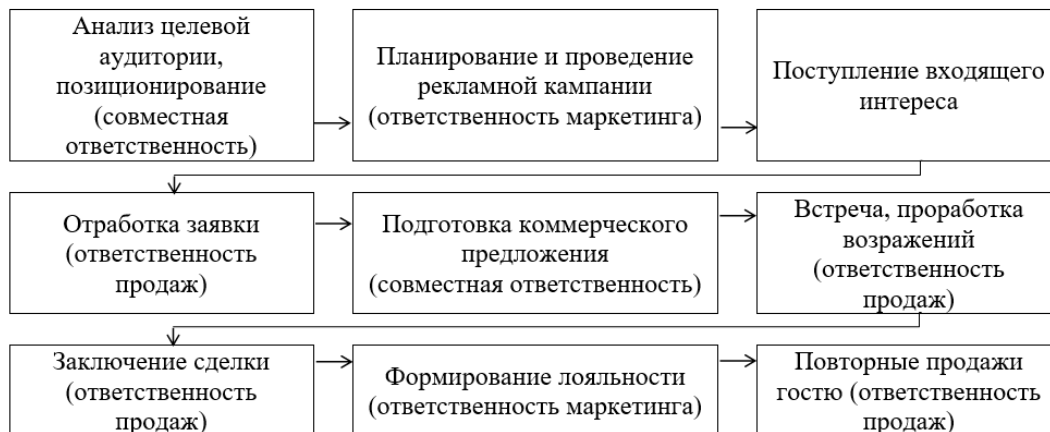 Анализ целевой
аудитории,
позиционирование
(совместная
ответственность)
Планирование и проведение
рекламной кампании
(ответственность маркетинга)
Поступление входящего
интереса
Отработка заявки
(ответственность
продаж)
Подготовка коммерческого
предложения
(совместная ответственность)
Встреча, проработка
возражений
(ответственность
продаж)
Заключение сделки
(ответственность
продаж)
Формирование лояльности
(ответственность маркетинга)
Повторные продажи
гостю (ответственность
продаж)